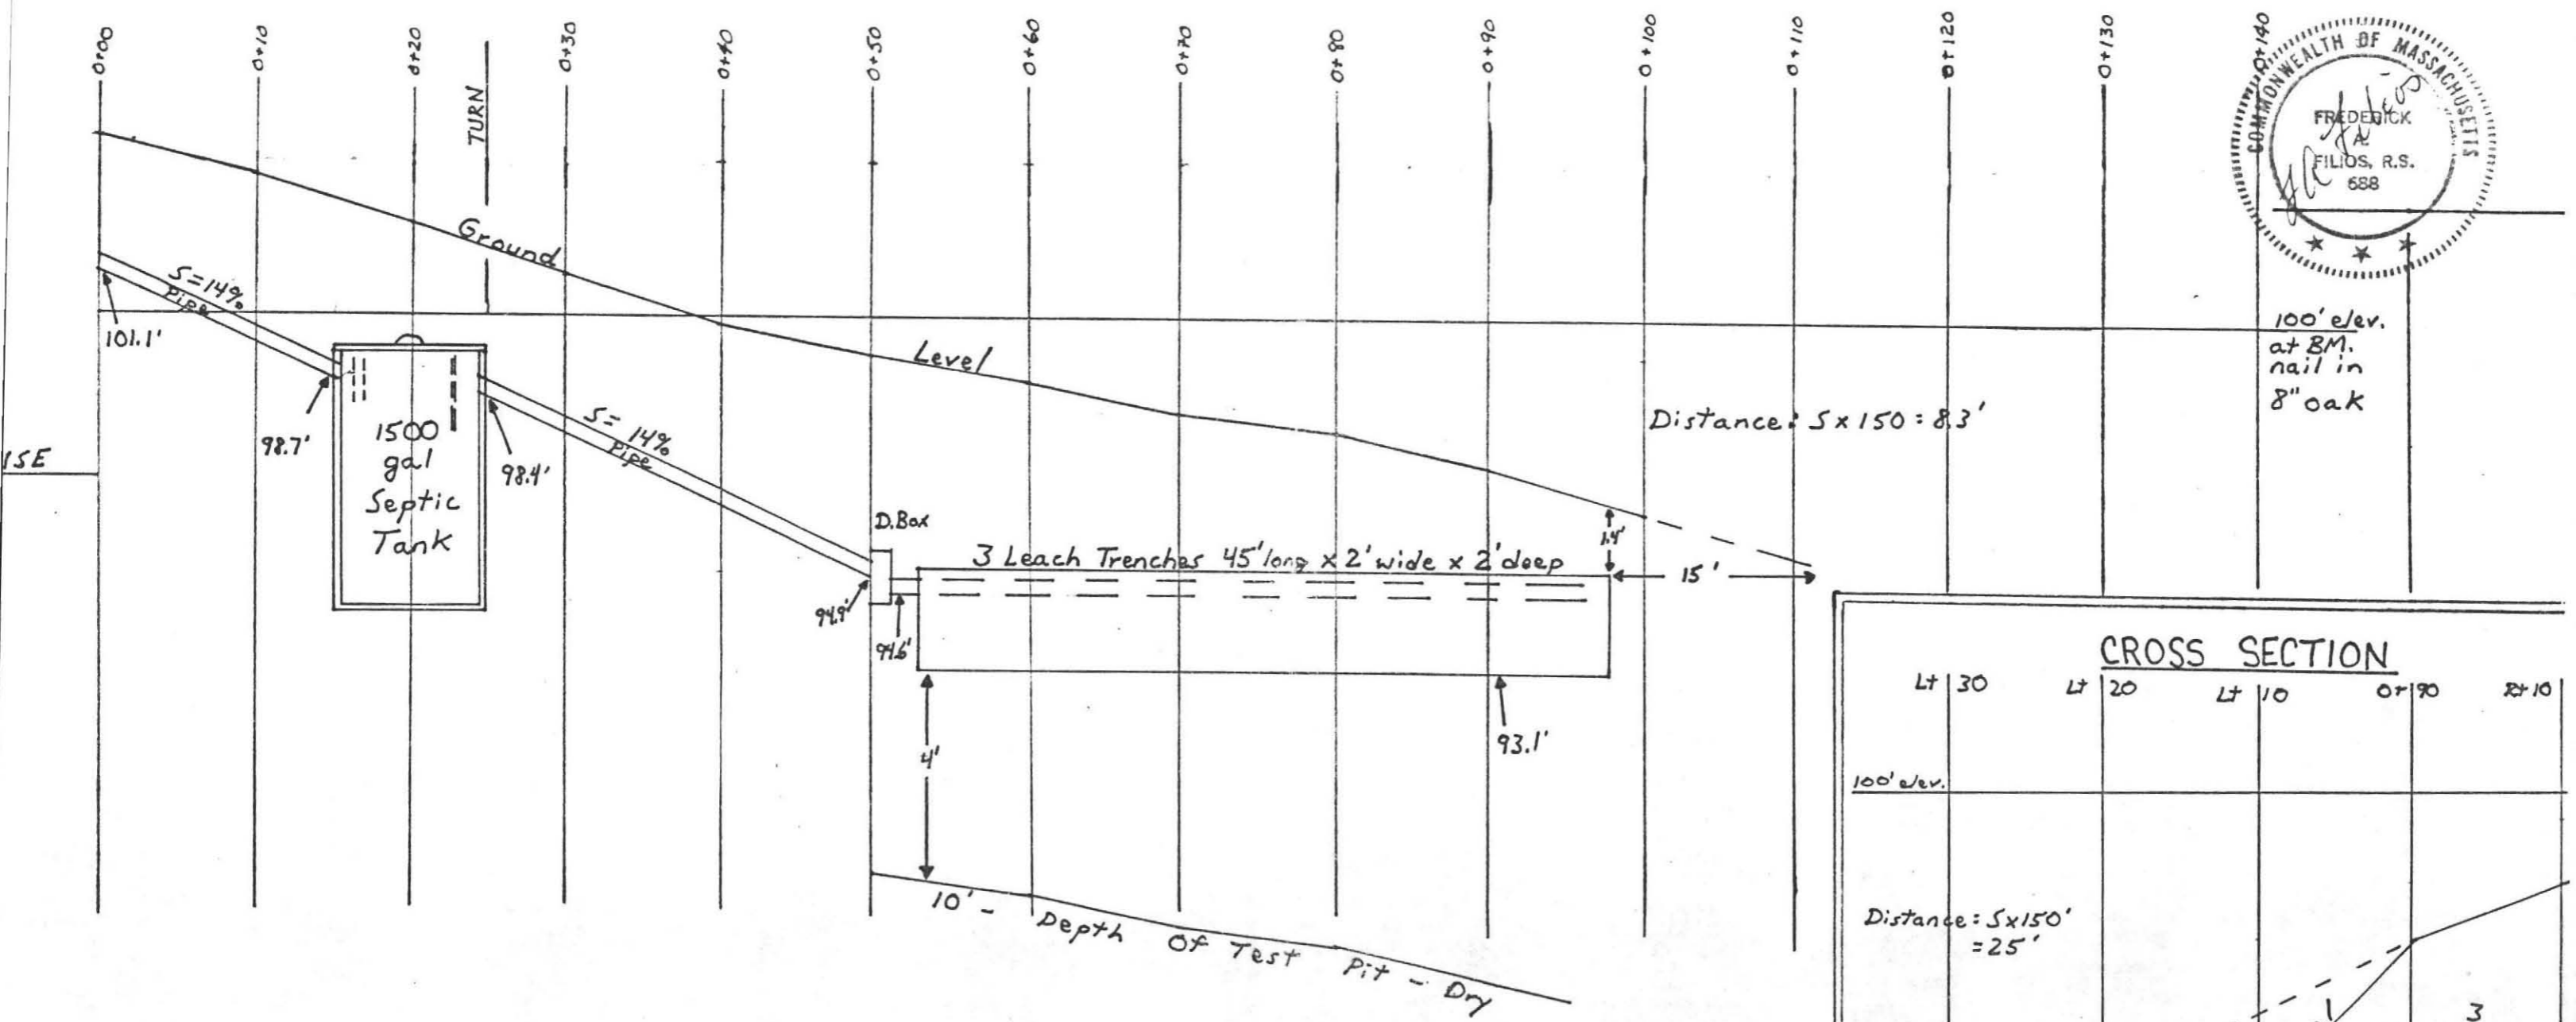 0+00
0+10
0+20
TURN
0+30
0+40
0+50
0+60
0+70
0+80
0+90
0+100
0+110
0+120
0+130
0+140
COMMONWEALTH OF MASSACHUSETTS
FREDERICK
A.
FILIOS, R.S.
688
Ground
Level
S=14%
Pipe
101.1'
98.7'
1500
gal
Septic
Tank
98.4'
S= 14%
Pipe
100' elev.
at BM.
nail in
8" oak
Distance: S x 150 = 8.3'
D.Box
3 Leach Trenches 45' long x 2' wide x 2' deep
1.4'
15'
94.9'
94.6'
4'
93.1'
10' - Depth Of Test Pit - Dry
CROSS SECTION
Lt 30
Lt 20
Lt 10
0+90
Rt 10
100' elev.
Distance: S x 150'
= 25'
3